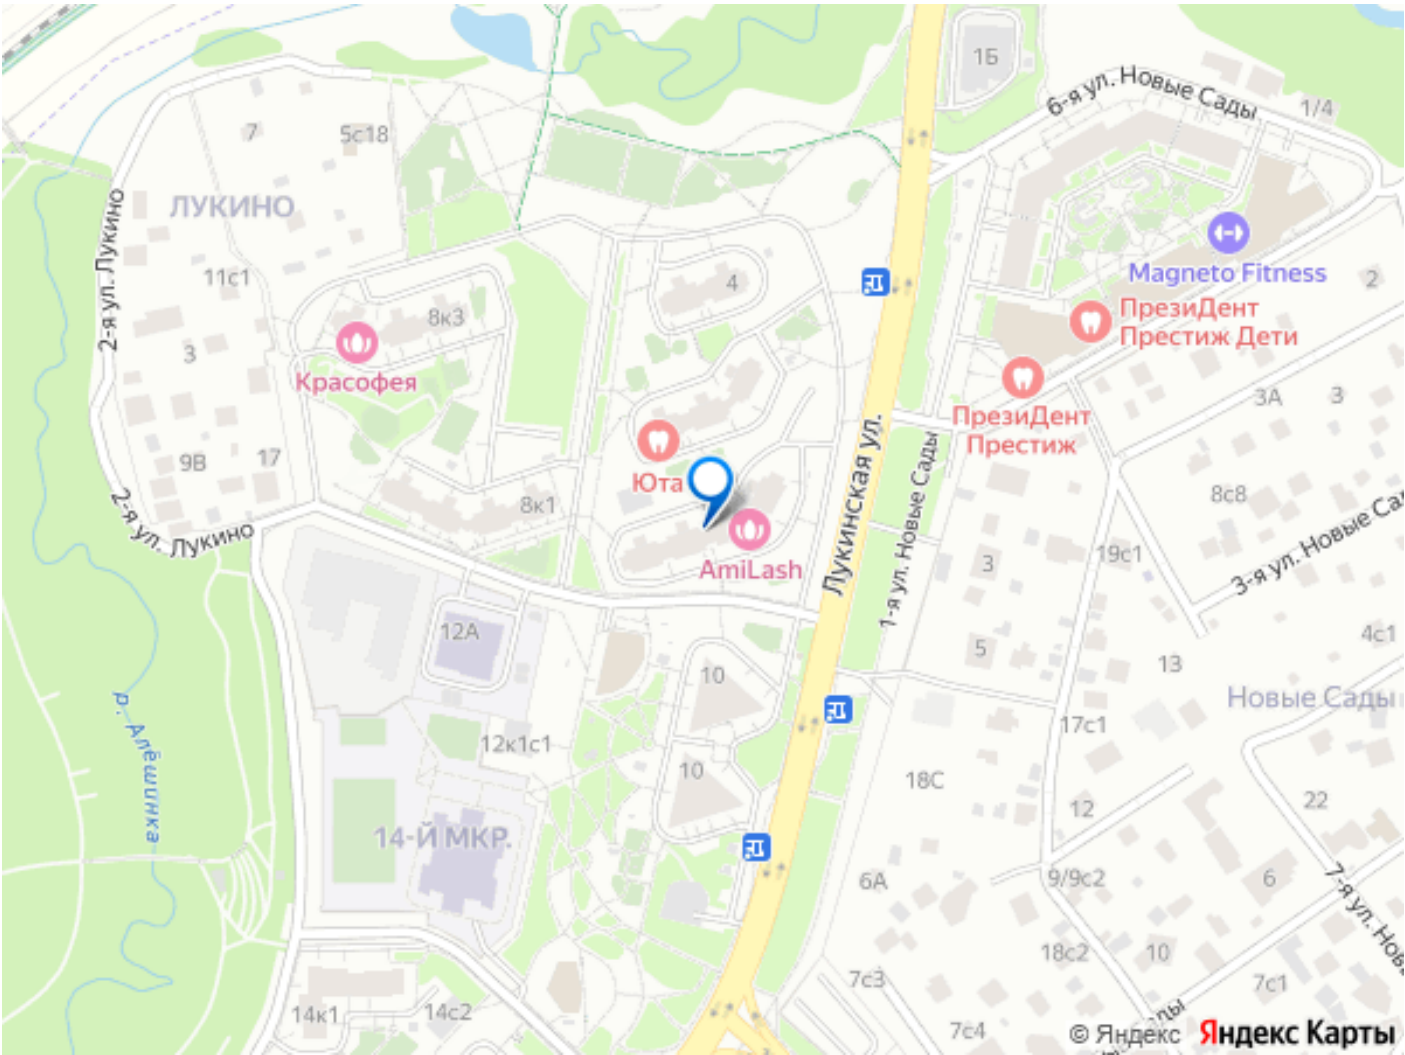 1Б
6-я ул. Новые Сады
1/4
7
5с18
ЛУКИНО
2-я ул. Лукино
11с1
4
Magneto Fitness
2
8к3
ПрезиДент
Престиж Дети
3
Красофея
ПрезиДент
Престиж
3А
3
Лукинская ул.
1-я ул. Новые Сады
9В
17
Юта
8к1
8с8
2-я ул. Лукино
AmiLash
3
19с1
3-я ул. Новые Са
12А
5
13
4с1
10
Новые Сады
р. Алёшинка
12к1с1
17с1
10
18С
12
22
14-Й МКР.
6А
9/9с2
6
7-я ул. Новы
18с2
10
7с3
7с1
14к1
14с2
7с4
ды
© Яндекс Яндекс Карты